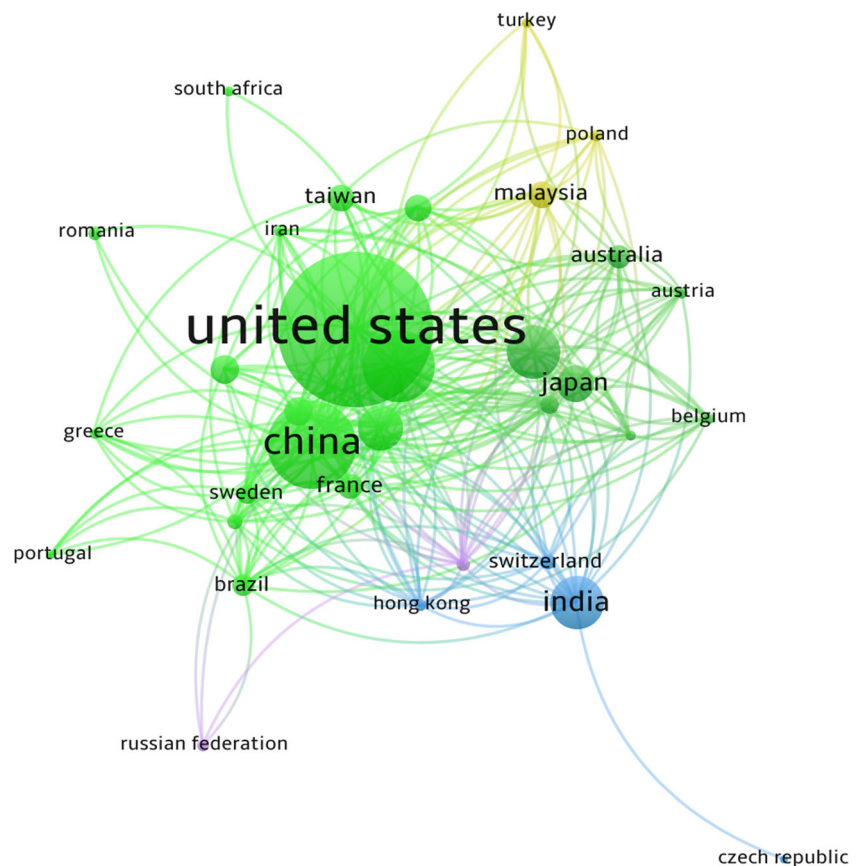 turkey
south africa
poland
taiwan
malaysia
romania
iran
australia
austria
united states
japan
belgium
greece
china
france
sweden
portugal
switzerland
brazil
hong kong
india
russian federation
czech republic